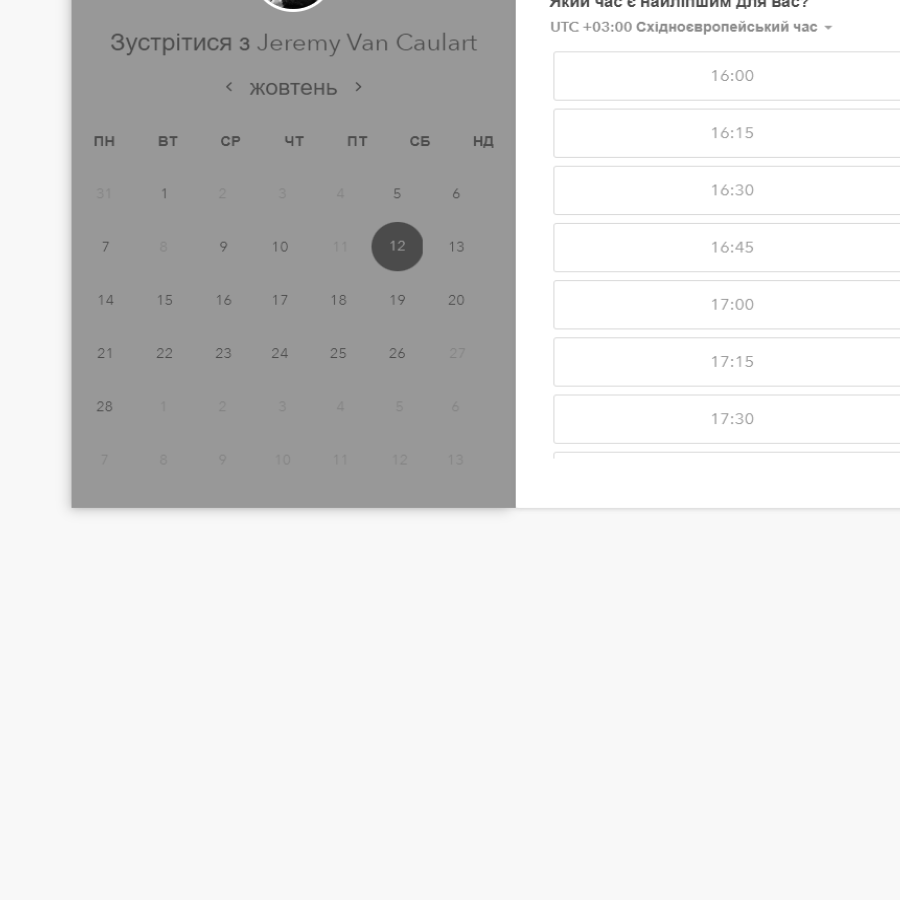 Зустрітися з Jeremy Van Caulart
жовтень
ПН ВТ СР ЧТ ПТ СБ НД
31 1 2 3 4 5 6
7 8 9 10 11 12 13
14 15 16 17 18 19 20
21 22 23 24 25 26 27
28 1 2 3 4 5 6
7 8 9 10 11 12 13
Який час є найліпшим для вас?
UTC +03:00 Східноєвропейський час
16:00
16:15
16:30
16:45
17:00
17:15
17:30